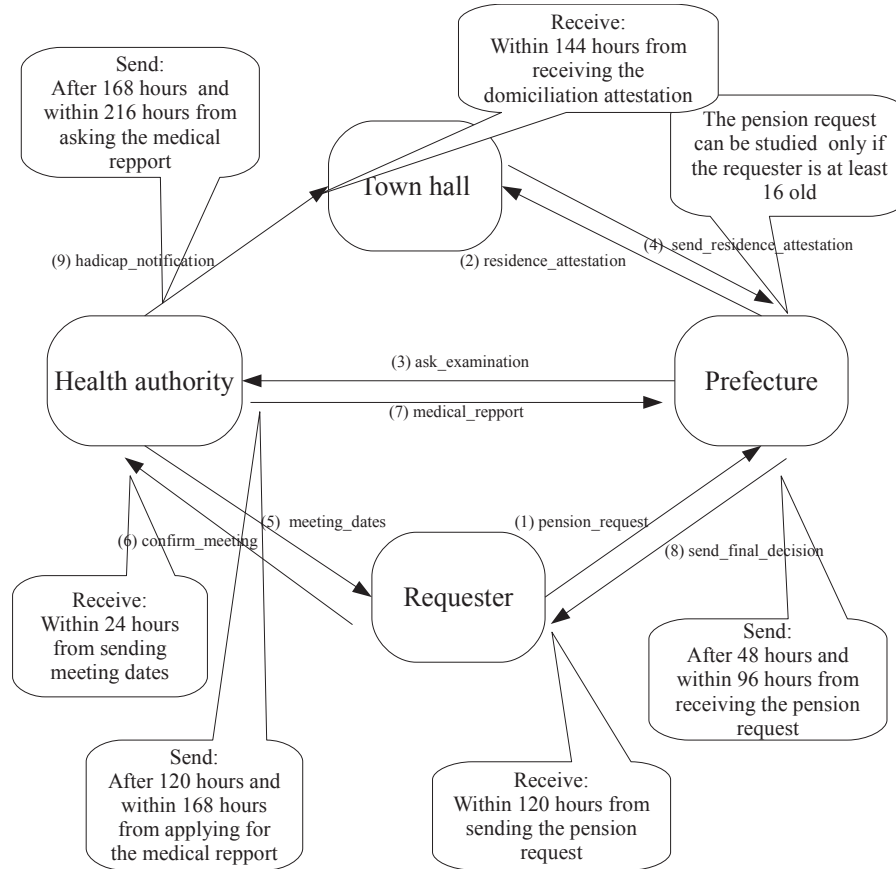 Send:
After 168 hours and
within 216 hours from
asking the medical
repport
Receive:
Within 144 hours from
receiving the
domiciliation attestation
The pension request
can be studied only if
the requester is at least
16 old
Town hall
(9) hadicap_notification
(2) residence_attestation
(4) send_residence_attestation
Health authority
(3) ask_examination
(7) medical_repport
Prefecture
(5) meeting_dates
(6) confirm_meeting
(1) pension_request
(8) send_final_decision
Requester
Receive:
Within 24 hours
from sending
meeting dates
Send:
After 48 hours and
within 96 hours from
receiving the pension
request
Send:
After 120 hours and
within 168 hours
from applying for
the medical repport
Receive:
Within 120 hours from
sending the pension
request